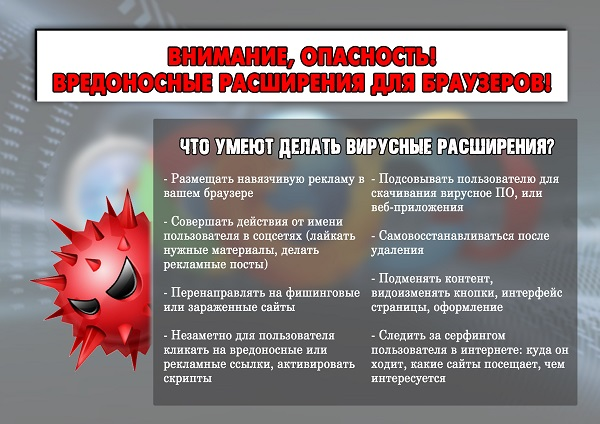 ВНИМАНИЕ, ОПАСНОСТЬ!
ВРЕДОНОСНЫЕ РАСШИРЕНИЯ ДЛЯ БРАУЗЕРОВ!
ЧТО УМЕЮТ ДЕЛАТЬ ВИРУСНЫЕ РАСШИРЕНИЯ?
- Размещать навязчивую рекламу в
вашем браузере
- Совершать действия от имени
пользователя в соцсетях (лайкать
нужные материалы, делать
рекламные посты)
- Перенаправлять на фишинговые
или зараженные сайты
- Незаметно для пользователя
кликать на вредоносные или
рекламные ссылки, активировать
скрипты
- Подсовывать пользователю для
скачивания вирусное ПО, или
веб-приложения
- Самовосстанавливаться после
удаления
- Подменять контент,
видоизменять кнопки, интерфейс
страницы, оформление
- Следить за серфингом
пользователя в интернете: куда он
ходит, какие сайты посещает, чем
интересуется